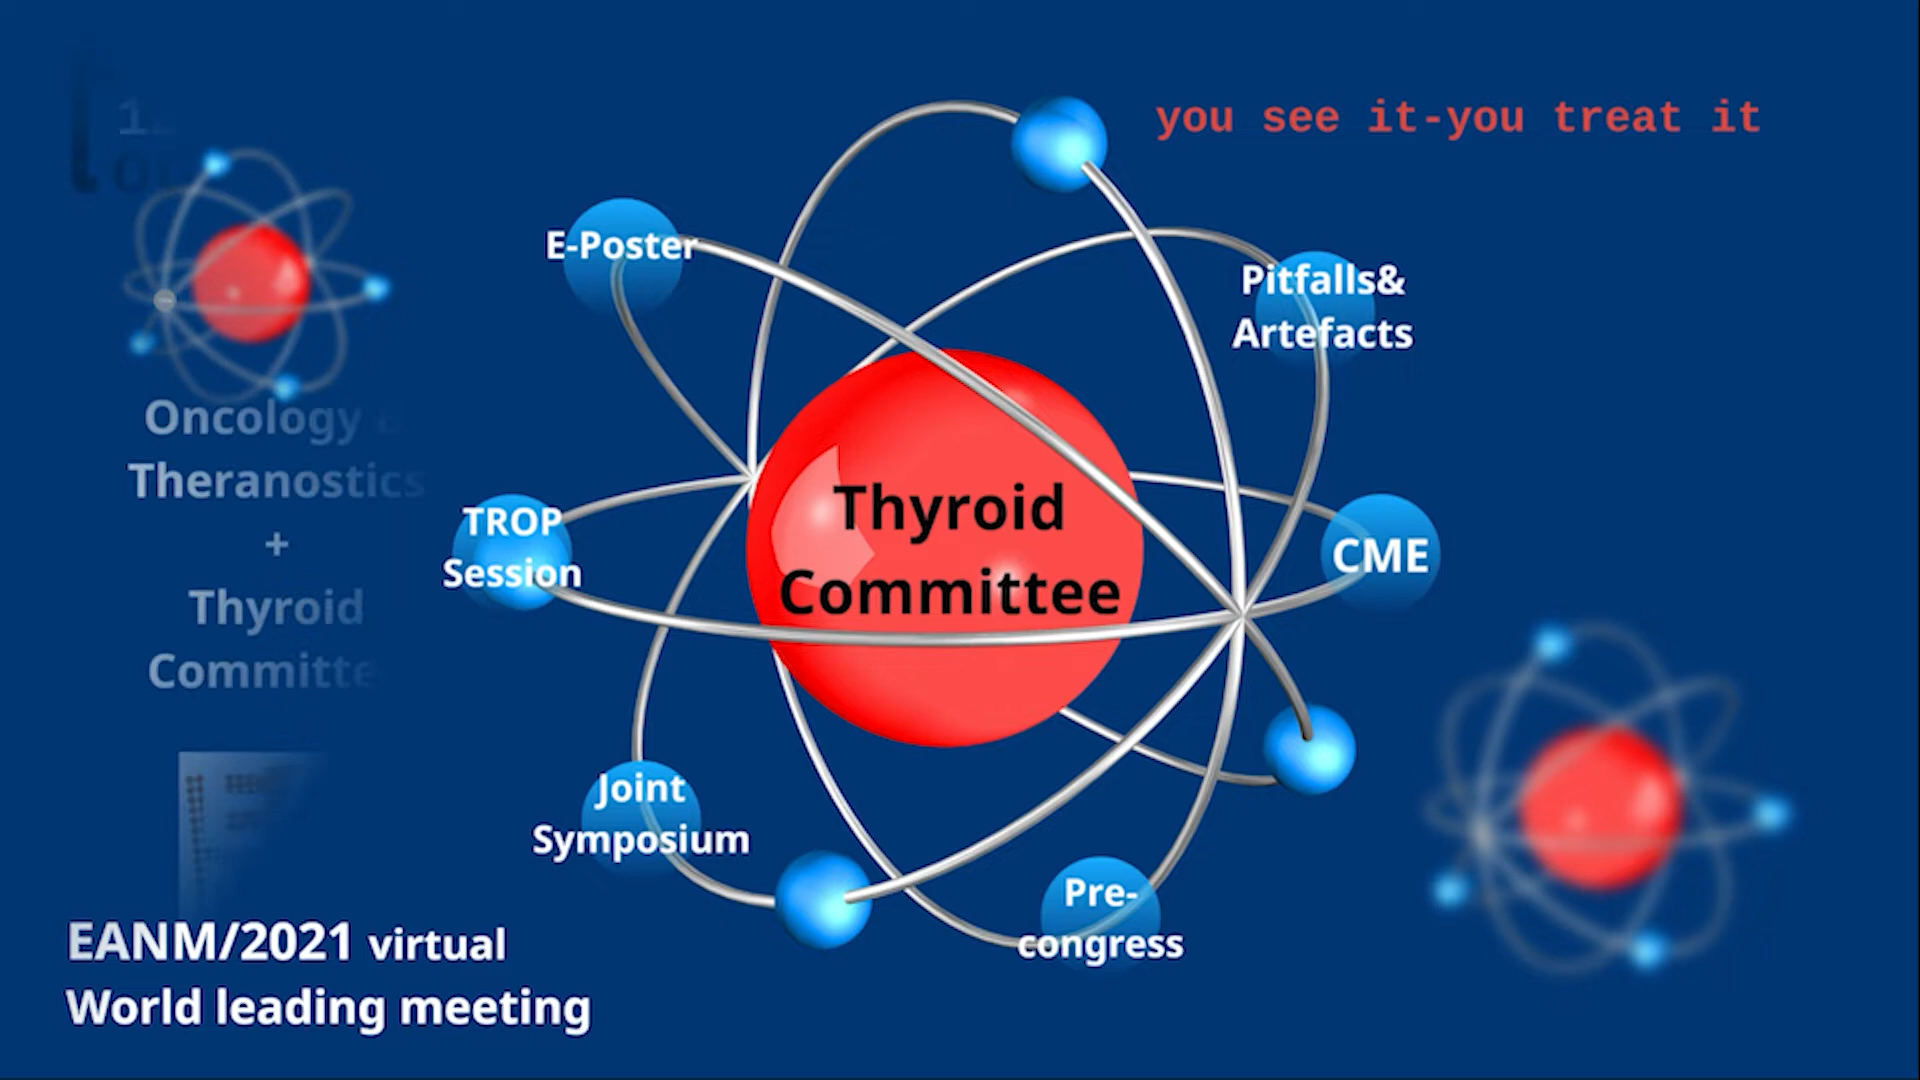 you see it-you treat it
E-Poster
Pitfalls&
Artefacts
Oncology
Theranostics
+
Thyroid
Committe
TROP
Session
Thyroid
Committee
CME
Joint
Symposium
Pre-
congress
EANM/2021 virtual
World leading meeting